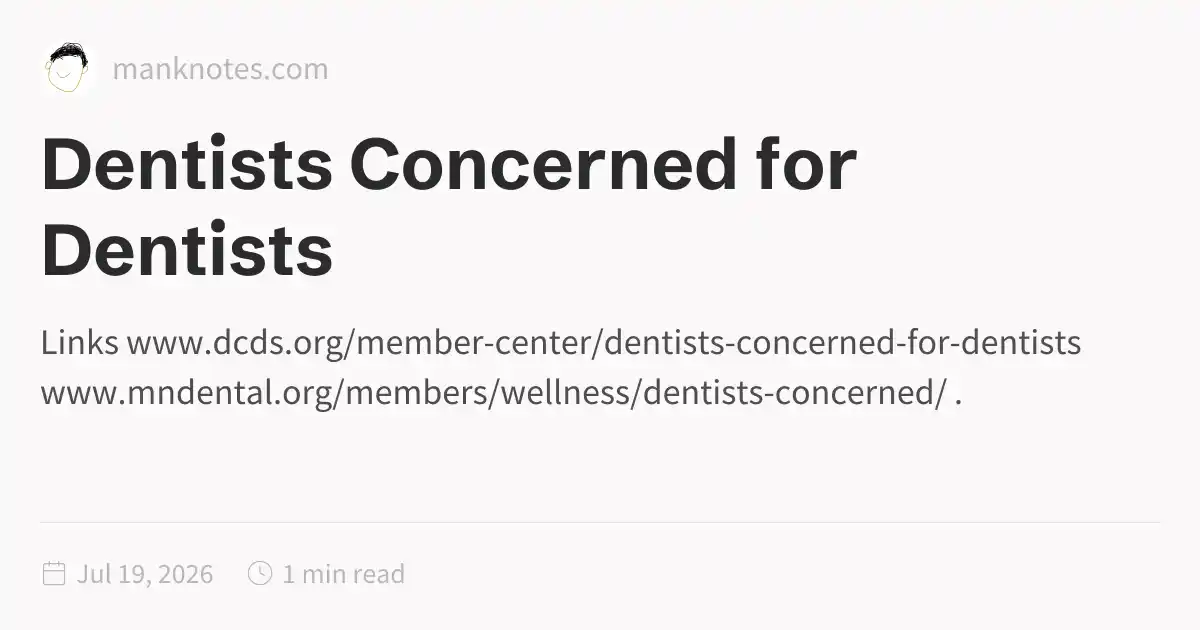 manknotes.com
Dentists Concerned for
Dentists
Links www.dcds.org/member-center/dentists-concerned-for-dentists
www.mndental.org/members/wellness/dentists-concerned/ .
Jul 19, 2026 1 min read